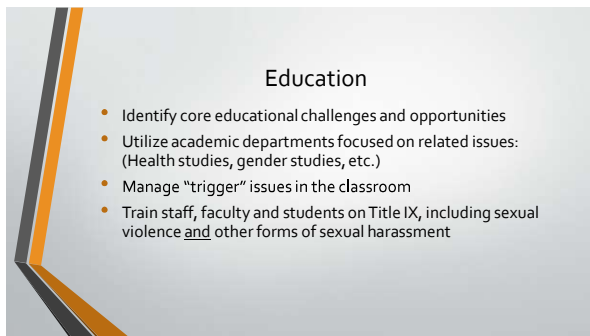 Education
• Identify core educational challenges and opportunities
• Utilize academic departments focused on related issues:
(Health studies, gender studies, etc.)
• Manage “trigger” issues in the classroom
• Train staff, faculty and students on Title IX, including sexual
violence and other forms of sexual harassment